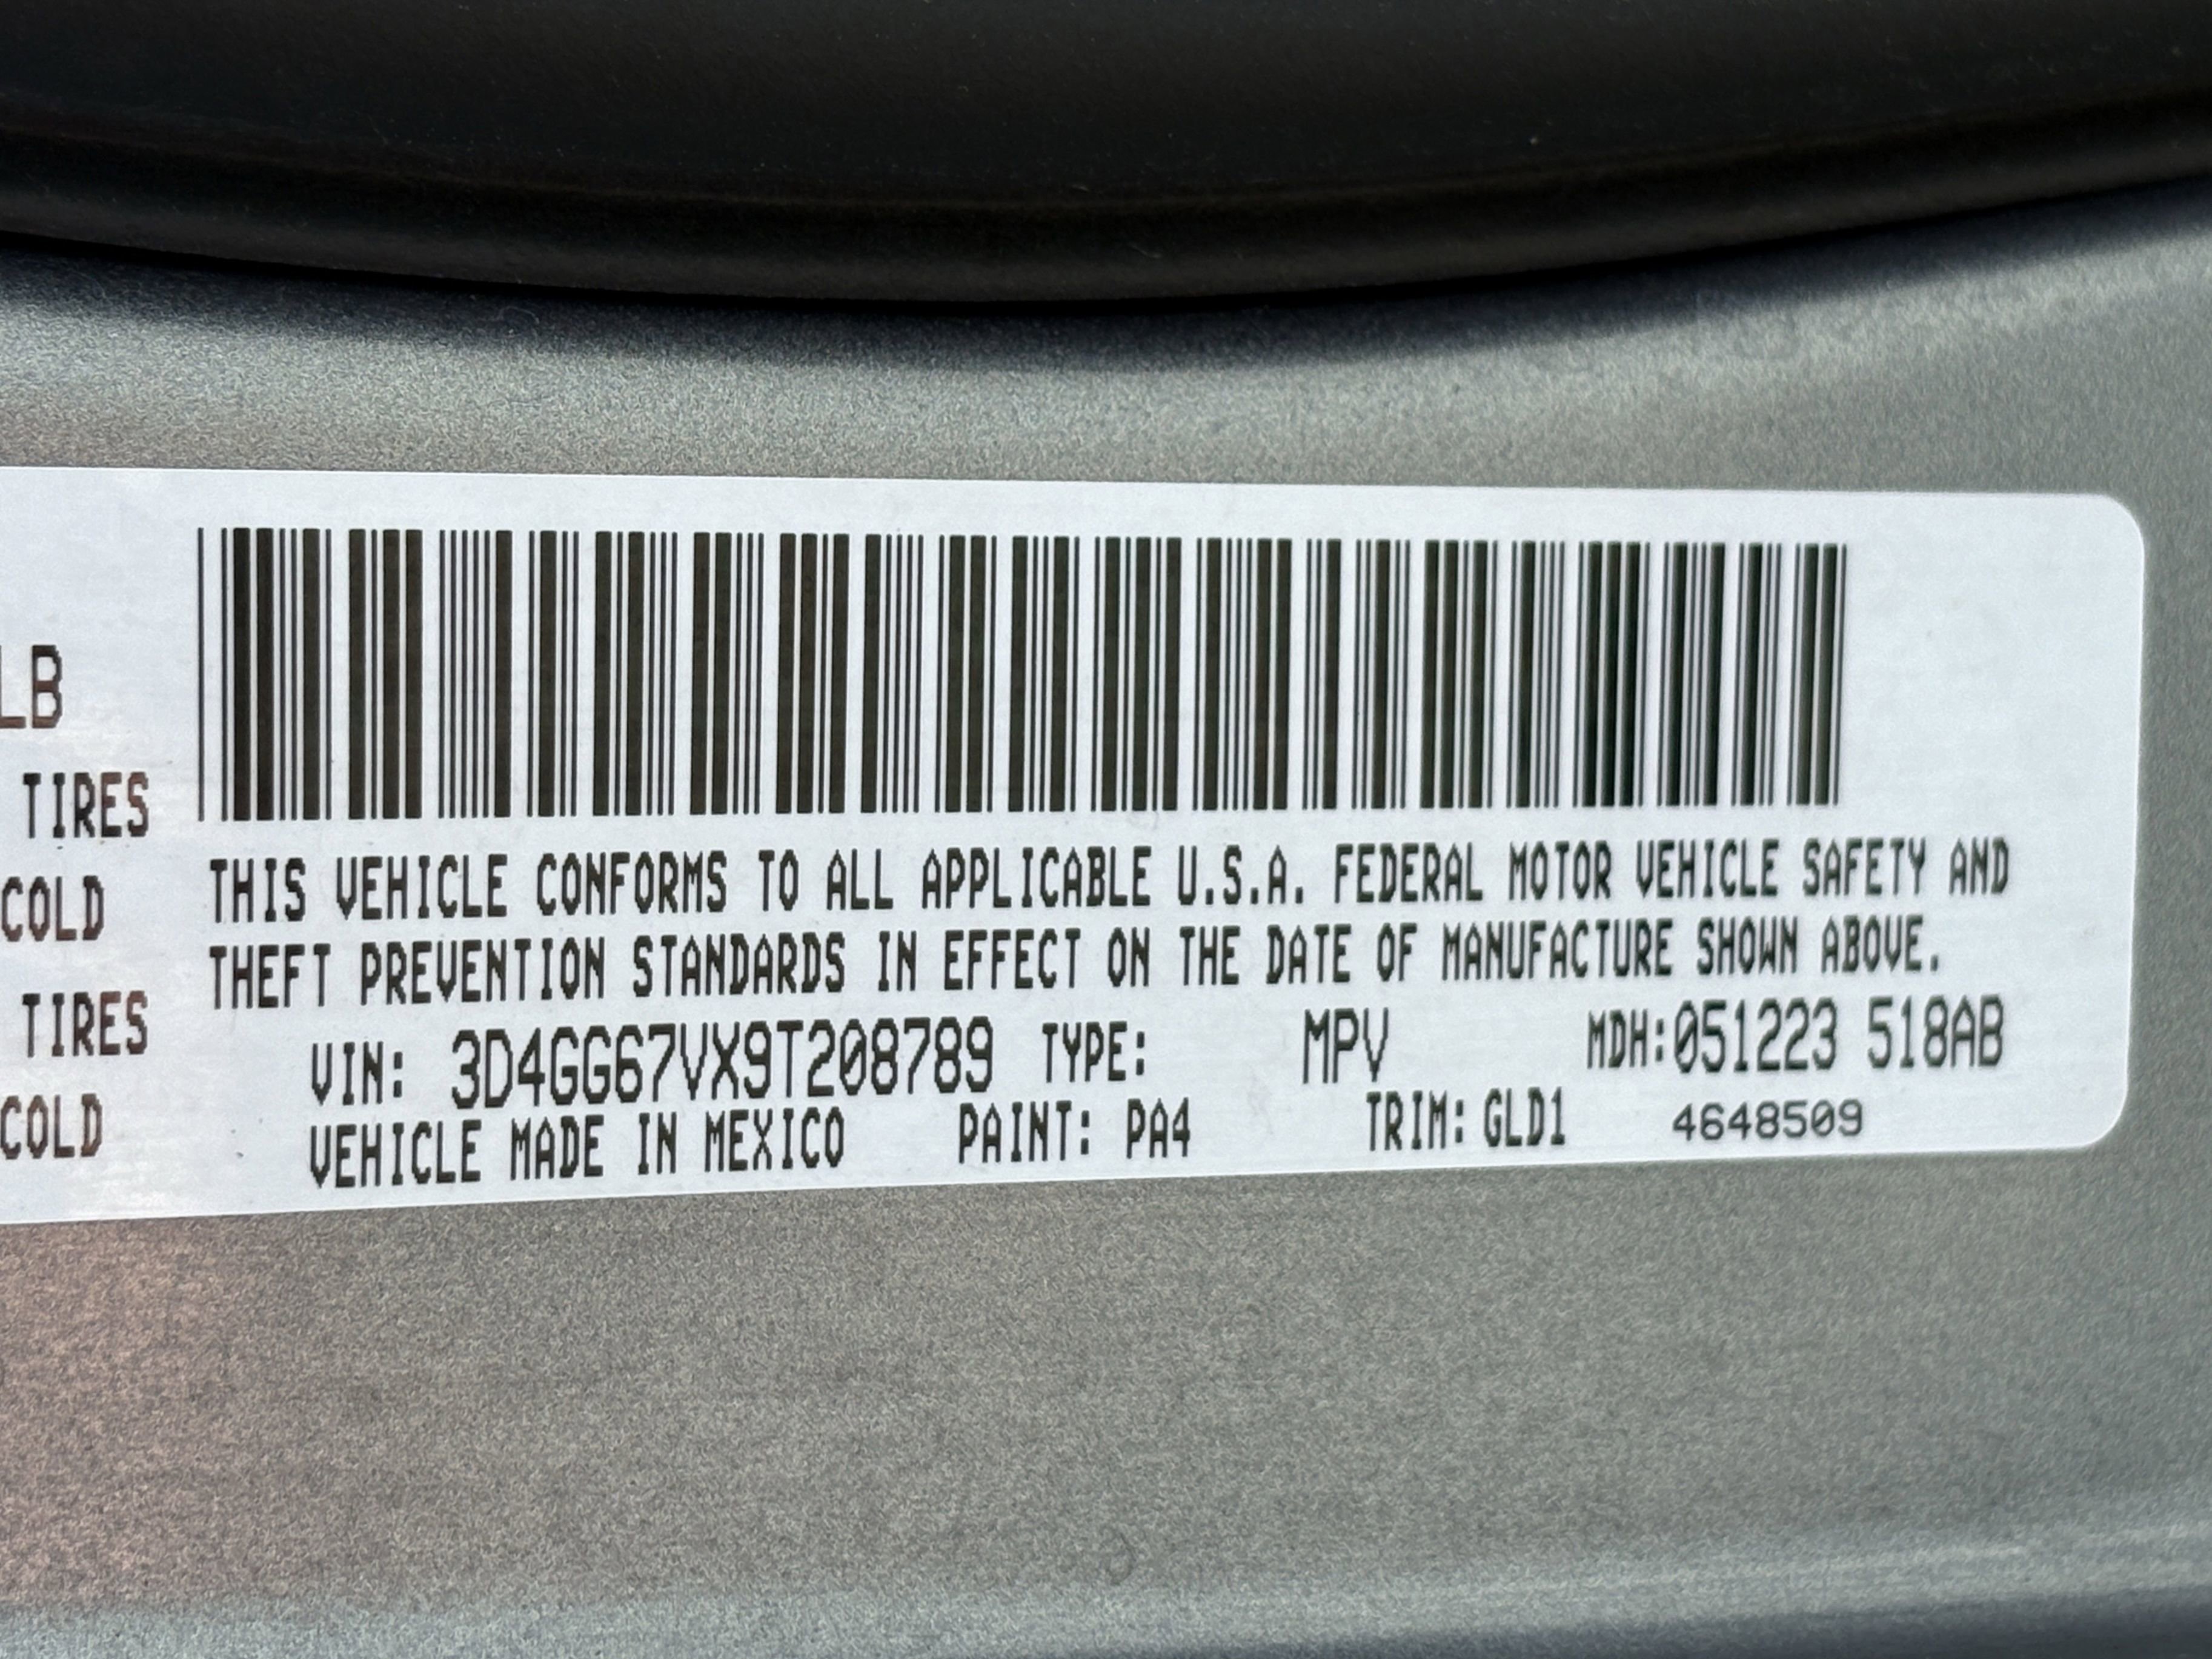 LB
TIRES
COLD
TIRES
COLD
THIS VEHICLE CONFORMS TO ALL APPLICABLE U.S.A. FEDERAL MOTOR VEHICLE SAFETY AND
THEFT PREVENTION STANDARDS IN EFFECT ON THE DATE OF MANUFACTURE SHOWN ABOVE.
VIN: 3D4GG67VX9T208789 TYPE: MPV MDH:051223 518AB
VEHICLE MADE IN MEXICO PAINT: PA4 TRIM: GLD1 4648509